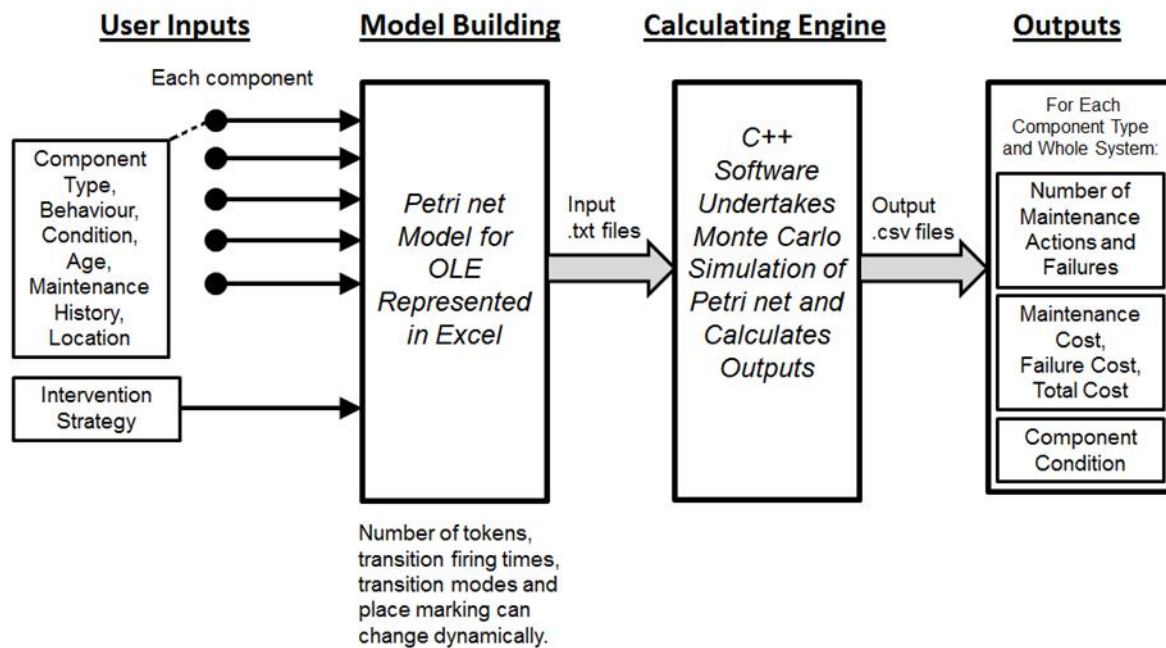 User Inputs
Model Building
Calculating Engine
Outputs
Each component
Component
Type,
Behaviour,
Condition,
Age,
Maintenance
History,
Location
Intervention
Strategy
Petri net
Model for
OLE
Represented
in Excel
Number of tokens,
transition firing times,
transition modes and
place marking can
change dynamically.
Input
.txt files
C++
Software
Undertakes
Monte Carlo
Simulation of
Petri net and
Calculates
Outputs
Output
.csv files
For Each
Component Type
and Whole System:
Number of
Maintenance
Actions and
Failures
Maintenance
Cost,
Failure Cost,
Total Cost
Component
Condition